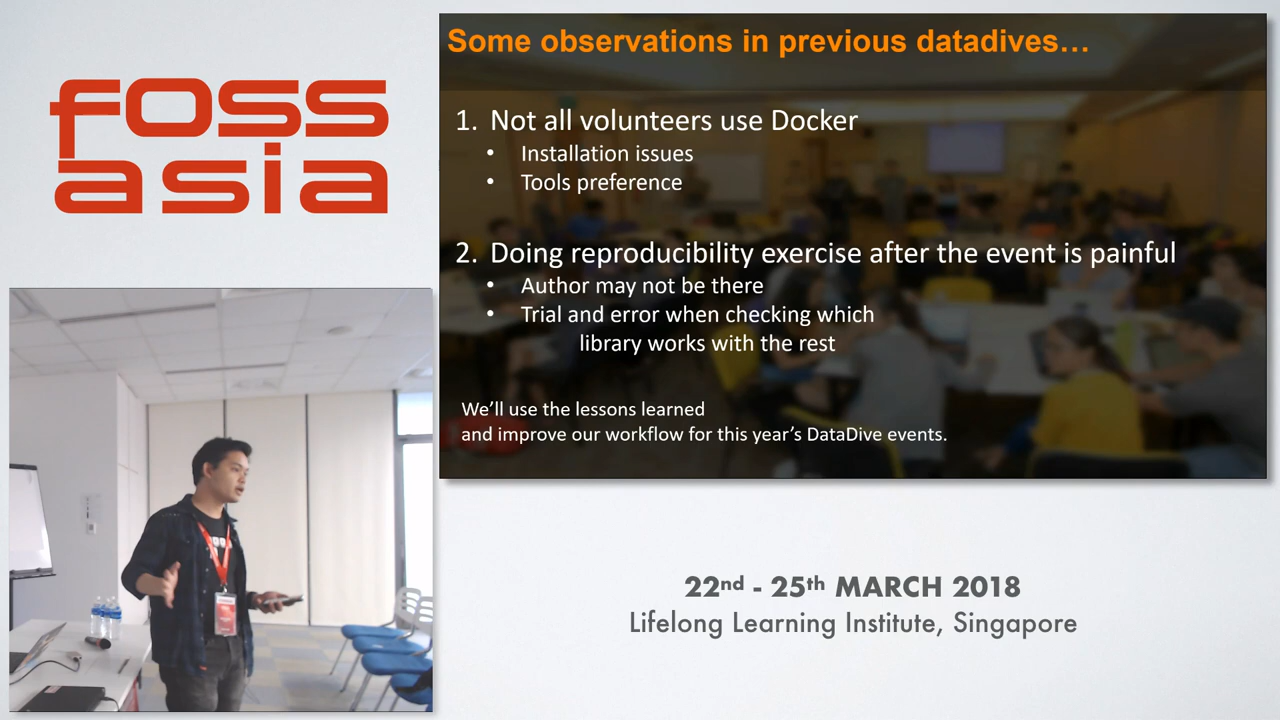 foss
asia
Some observations in previous datadives…
1. Not all volunteers use Docker
• Installation issues
• Tools preference
2. Doing reproducibility exercise after the event is painful
• Author may not be there
• Trial and error when checking which
library works with the rest
We'll use the lessons learned
and improve our workflow for this year's DataDive events.
22nd - 25th MARCH 2018
Lifelong Learning Institute, Singapore